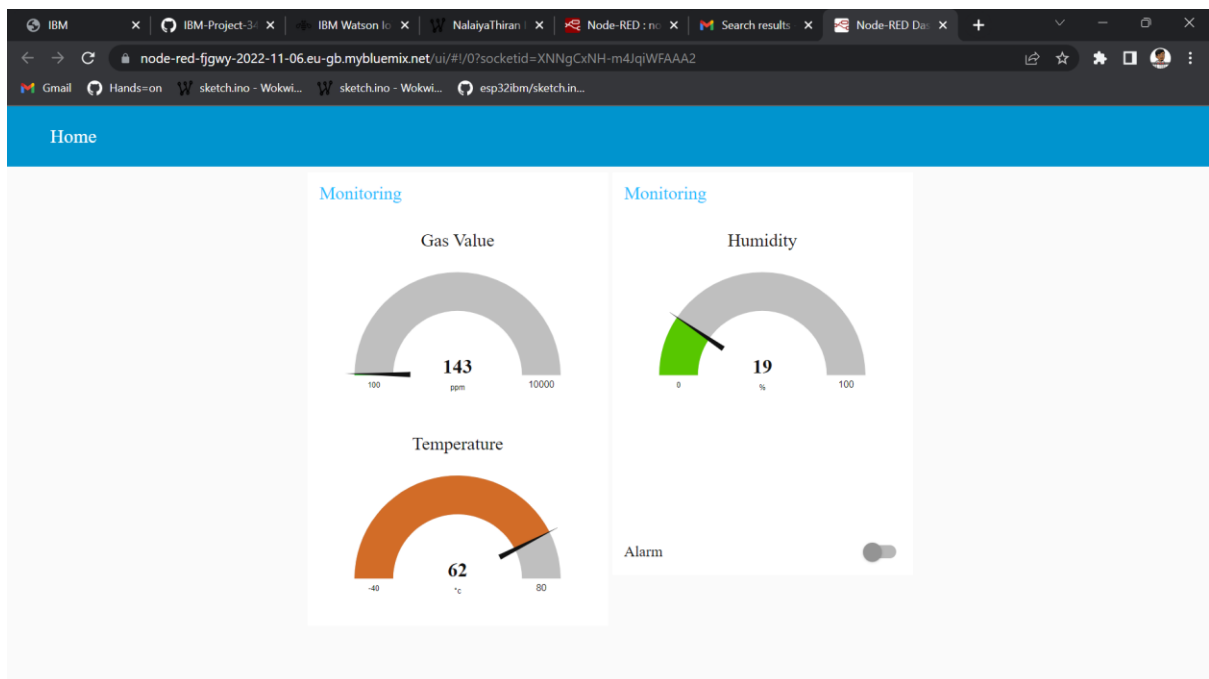 IBM
IBM-Project-34
IBM Watson Io
NalaiyaThiran
Node-RED : no
Search results
Node-RED Das
node-red-fjgwy-2022-11-06.eu-gb.mybluemix.net/ui/#!/0?socketid=XNNgCxNH-m4JqiWFAAA2
Gmail
Hands=on
sketch.ino - Wokwi...
sketch.ino - Wokwi...
esp32ibm/sketch.in...
Home
Monitoring
Gas Value
143
ppm
100
10000
Temperature
62
°c
-40
80
Monitoring
Humidity
19
%
0
100
Alarm